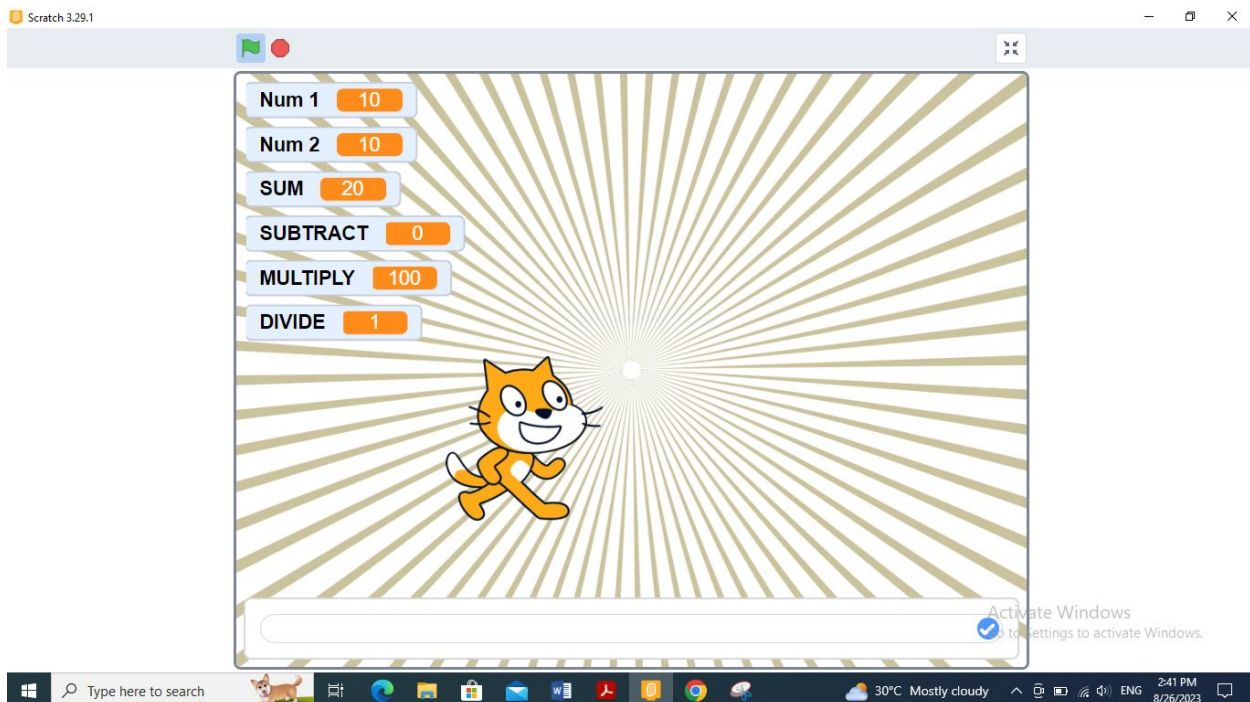 Scratch 3.29.1
Num 1 10
Num 2 10
SUM 20
SUBTRACT 0
MULTIPLY 100
DIVIDE 1
Activate Windows
to Settings to activate Windows.
Type here to search
30°C Mostly cloudy
ENG
2:41 PM
8/26/2023